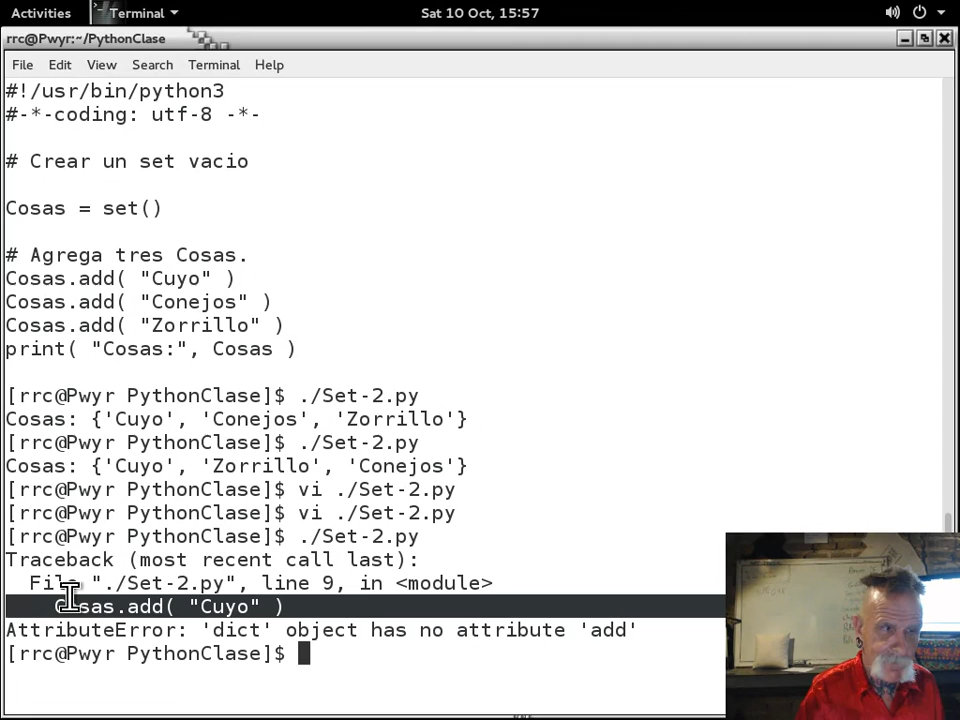 Activities Terminal Sat 10 Oct, 15:57
rrc@Pwyr:~/PythonClase
File Edit View Search Terminal Help
#!/usr/bin/python3
#-*-coding: utf-8 -*-
# Crear un set vacio
Cosas = set()
# Agrega tres Cosas.
Cosas.add( "Cuyo" )
Cosas.add( "Conejos" )
Cosas.add( "Zorrillo" )
print( "Cosas:", Cosas )
[rrc@Pwyr PythonClase]$ ./Set-2.py
Cosas: {'Cuyo', 'Conejos', 'Zorrillo'}
[rrc@Pwyr PythonClase]$ ./Set-2.py
Cosas: {'Cuyo', 'Zorrillo', 'Conejos'}
[rrc@Pwyr PythonClase]$ vi ./Set-2.py
[rrc@Pwyr PythonClase]$ vi ./Set-2.py
[rrc@Pwyr PythonClase]$ ./Set-2.py
Traceback (most recent call last):
File "./Set-2.py", line 9, in <module>
Cosas.add( "Cuyo" )
AttributeError: 'dict' object has no attribute 'add'
[rrc@Pwyr PythonClase]$